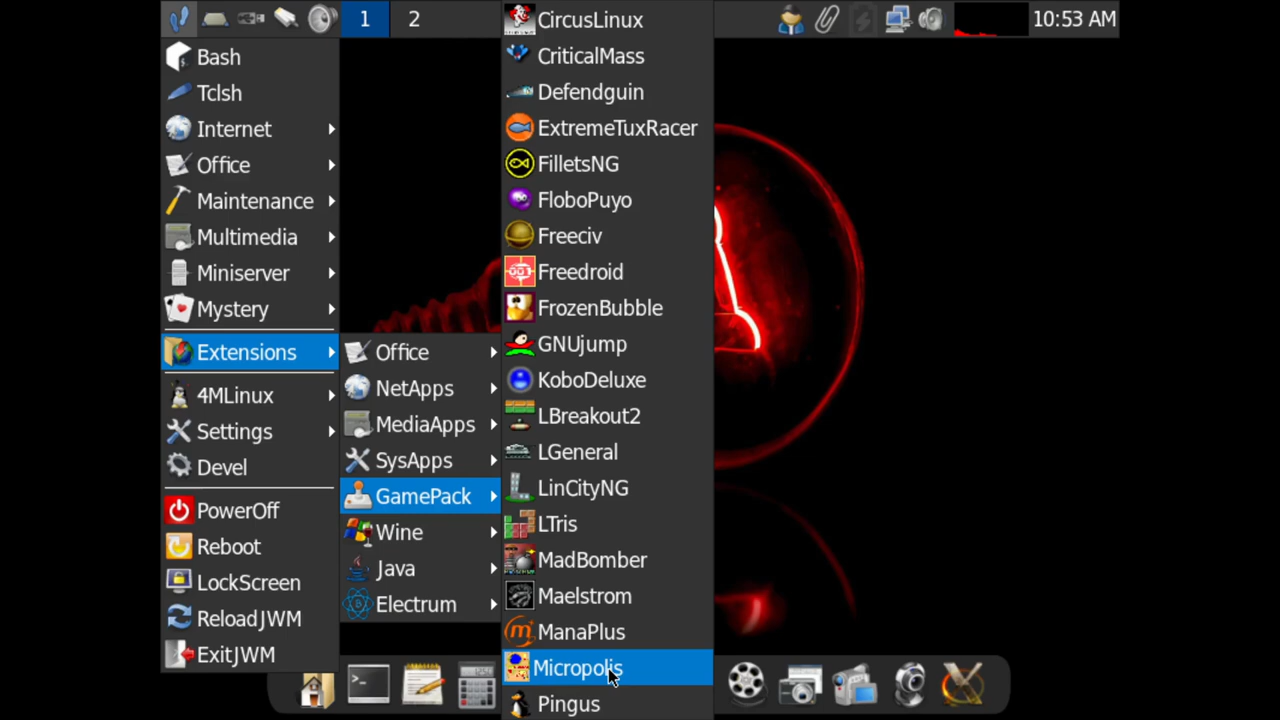 1
2
10:53 AM
Bash
Tclsh
Internet
Office
Maintenance
Multimedia
Miniserver
Mystery
Extensions
4MLinux
Settings
Devel
PowerOff
Reboot
LockScreen
ReloadJWM
ExitJWM
Office
NetApps
MediaApps
SysApps
GamePack
Wine
Java
Electrum
CircusLinux
CriticalMass
Defendguin
ExtremeTuxRacer
FilletsNG
FloboPuyo
Freeciv
Freedroid
FrozenBubble
GNUjump
KoboDeluxe
LBreakout2
LGeneral
LinCityNG
LTris
MadBomber
Maelstrom
ManaPlus
Micropolis
Pingus